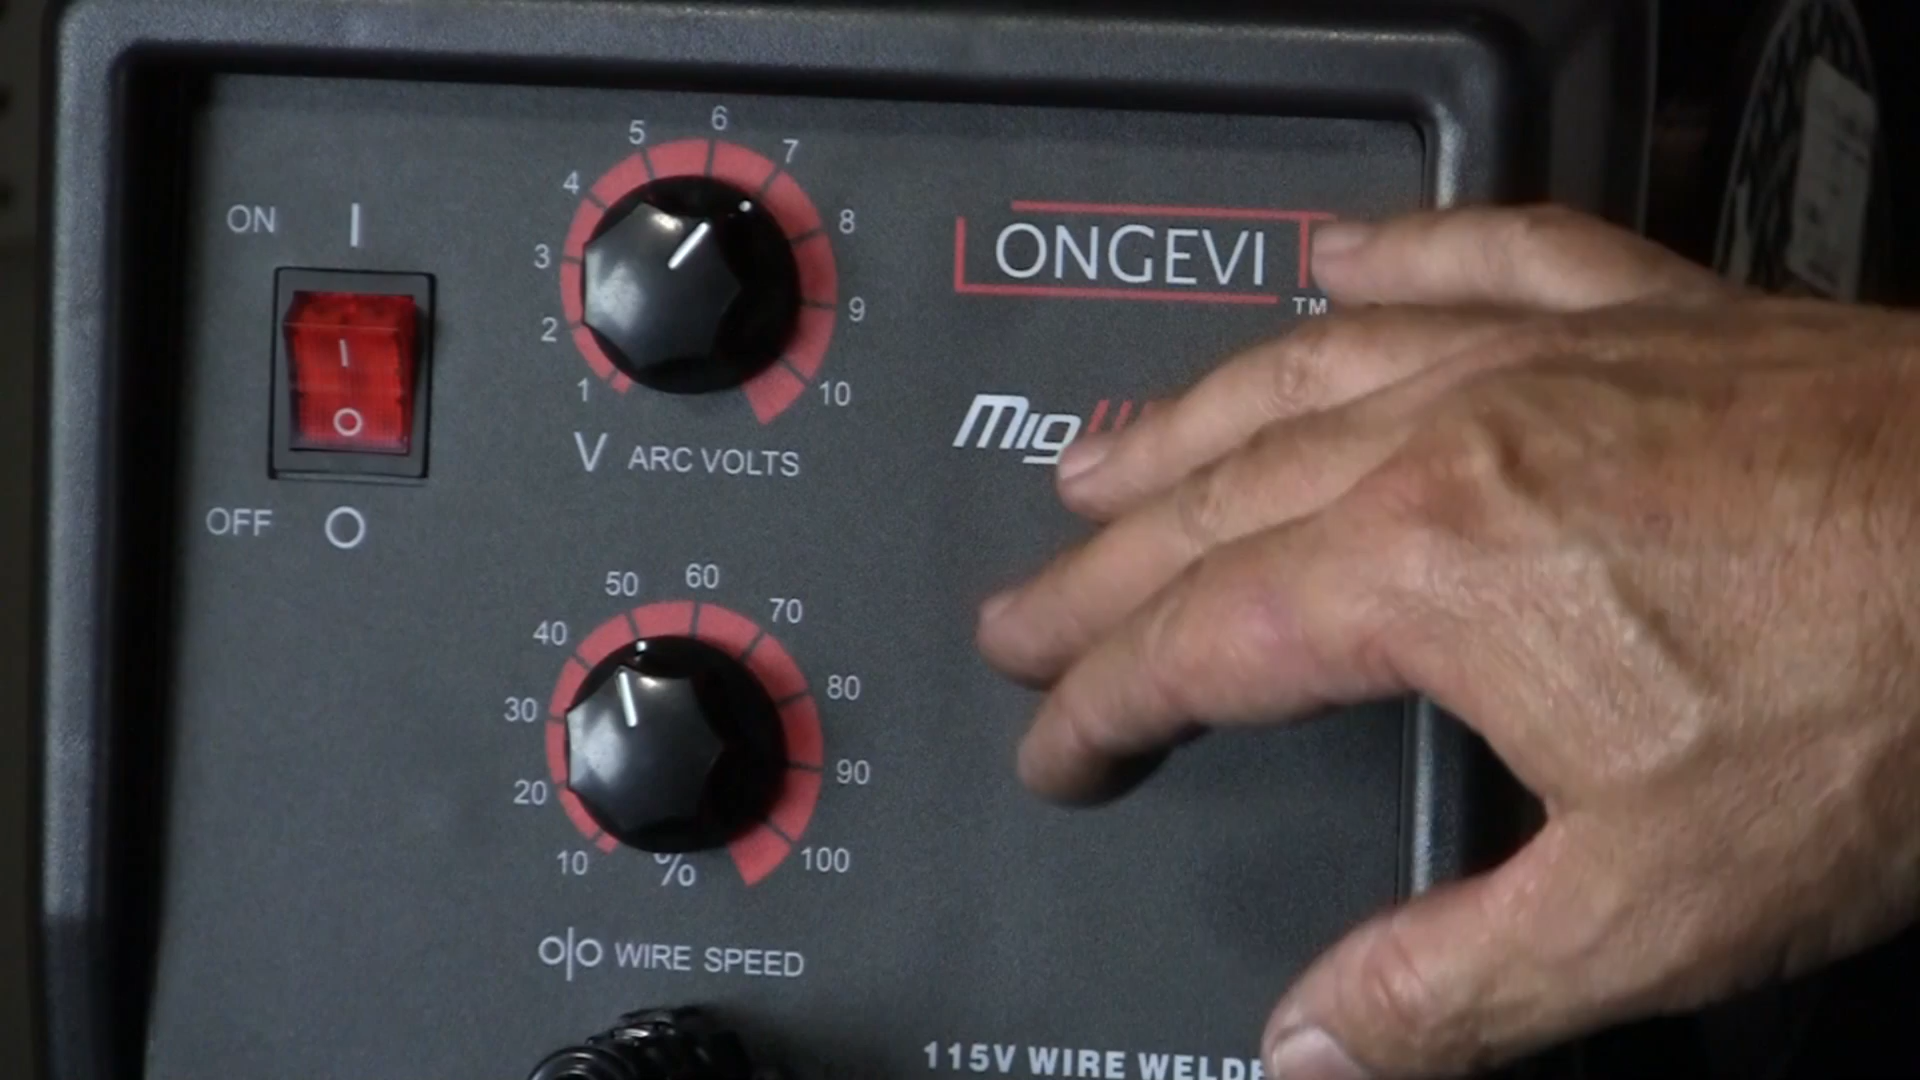 ON |
5 6 7
4 8
3 9
2 10
1
I
O
OFF O
V ARC VOLTS
ONGEVI
TM
Mig
50 60 70
40 80
30 90
20 100
10 %
o|o WIRE SPEED
115V WIRE